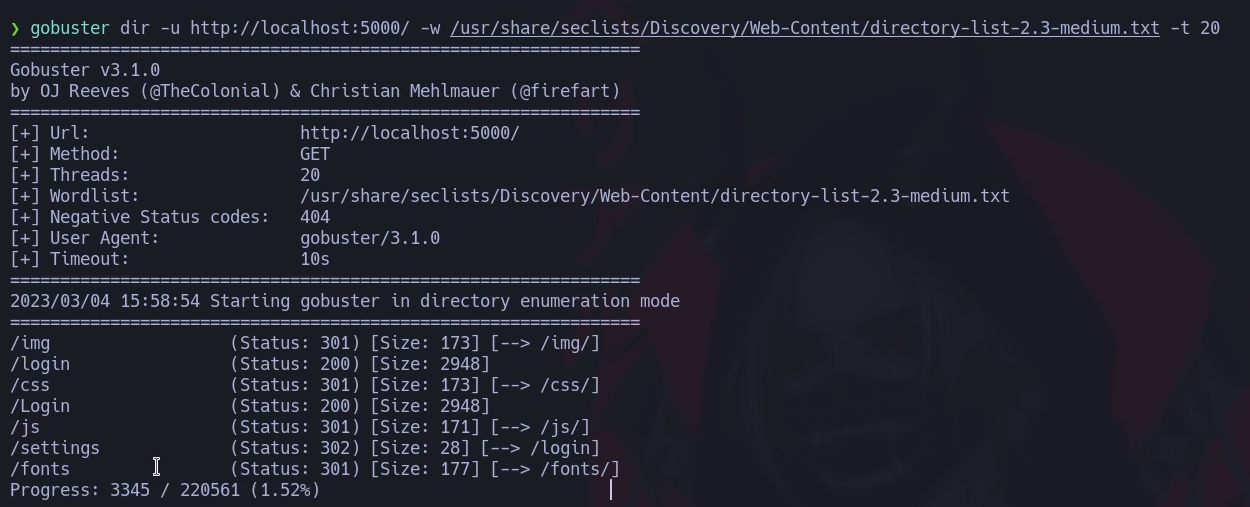 ❯ gobuster dir -u http://localhost:5000/ -w /usr/share/seclists/Discovery/Web-Content/directory-list-2.3-medium.txt -t 20
===============================================================
Gobuster v3.1.0
by OJ Reeves (@TheColonial) & Christian Mehlmauer (@firefart)
===============================================================
[+] Url:                     http://localhost:5000/
[+] Method:                  GET
[+] Threads:                 20
[+] Wordlist:                /usr/share/seclists/Discovery/Web-Content/directory-list-2.3-medium.txt
[+] Negative Status codes:   404
[+] User Agent:              gobuster/3.1.0
[+] Timeout:                 10s
===============================================================
2023/03/04 15:58:54 Starting gobuster in directory enumeration mode
===============================================================
/img                  (Status: 301) [Size: 173] [--> /img/]
/login                (Status: 200) [Size: 2948]
/css                  (Status: 301) [Size: 173] [--> /css/]
/Login                (Status: 200) [Size: 2948]
/js                   (Status: 301) [Size: 171] [--> /js/]
/settings             (Status: 302) [Size: 28] [--> /login]
/fonts                (Status: 301) [Size: 177] [--> /fonts/]
Progress: 3345 / 220561 (1.52%)